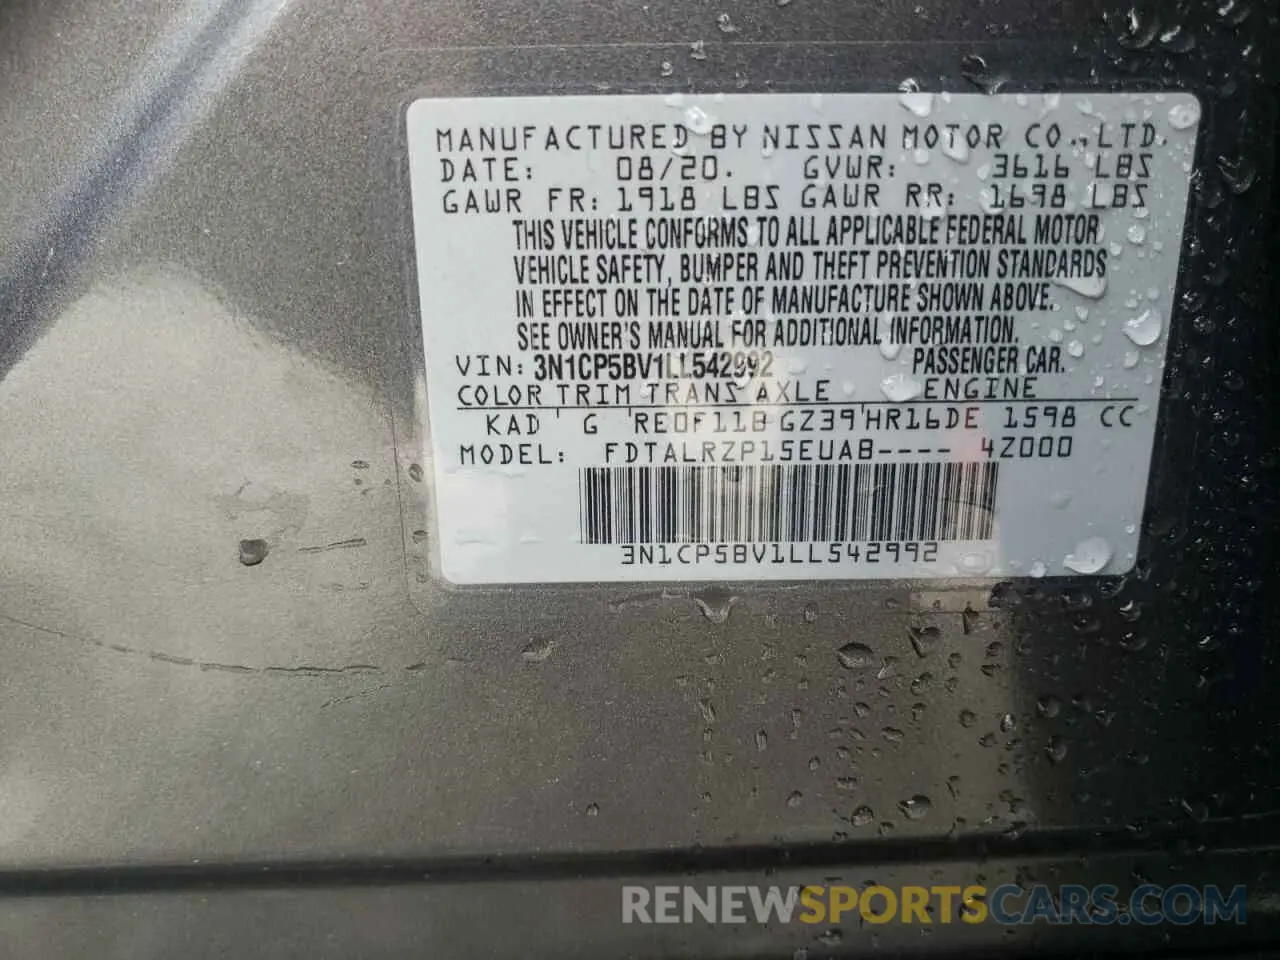 MANUFACTURED BY NISSAN MOTOR CO., LTD.
DATE: 08/20. GVWR: 3616 LBS
GAWR FR: 1918 LBS GAWR RR: 1698 LBS
THIS VEHICLE CONFORMS TO ALL APPLICABLE FEDERAL MOTOR
VEHICLE SAFETY, BUMPER AND THEFT PREVENTION STANDARDS
IN EFFECT ON THE DATE OF MANUFACTURE SHOWN ABOVE.
SEE OWNER'S MANUAL FOR ADDITIONAL INFORMATION.
VIN: 3N1CP5BV1LL542992 PASSENGER CAR.
COLOR TRIM TRANS AXLE ENGINE
KAD G RE0F11B GZ39 HR16DE 1598 CC
MODEL: FDTALRZP15EUAB---- 4Z000
3N1CP5BV1LL542992
RENEWSPORTSCARS.COM